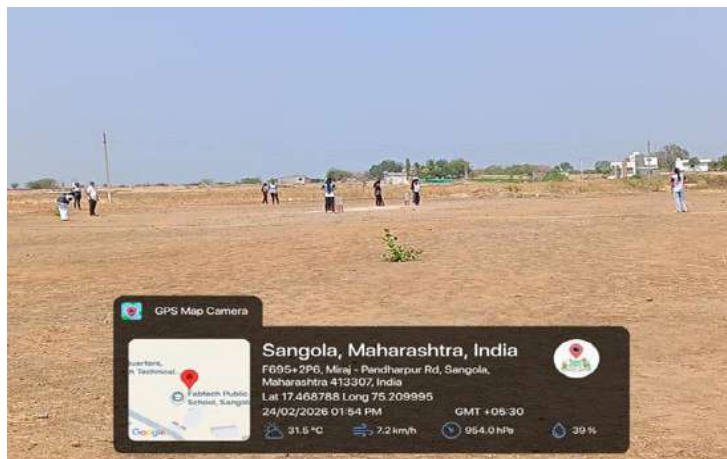 GPS Map Camera
Sangola, Maharashtra, India
F695+2P6, Miraj - Pandharpur Rd, Sangola,
Maharashtra 413307, India
Lat 17.468788 Long 75.209995
24/02/2026 01:54 PM GMT +05:30
31.5 °C 7.2 km/h 954.0 hPa 39 %
Technical
Fabtech Public
School, Sangol
Google